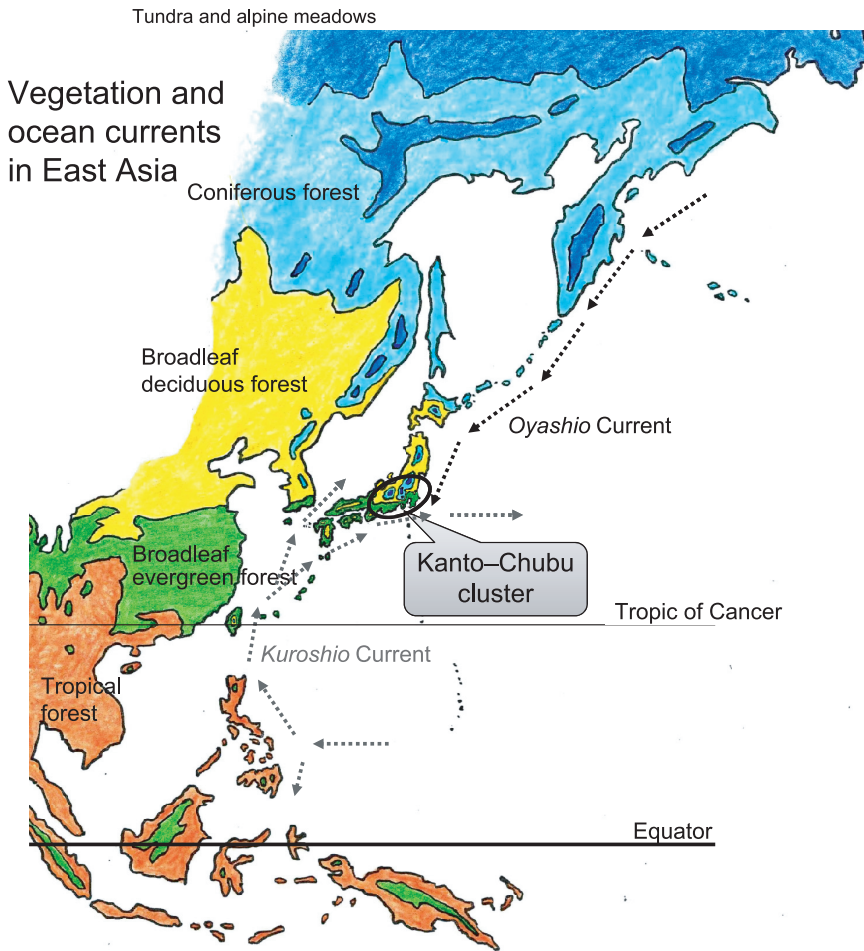 Tundra and alpine meadows
Vegetation and
ocean currents
in East Asia
Coniferous forest
Broadleaf
deciduous forest
Oyashio Current
Broadleaf
evergreen forest
Kanto–Chubu
cluster
Tropic of Cancer
Kuroshio Current
Tropical
forest
Equator